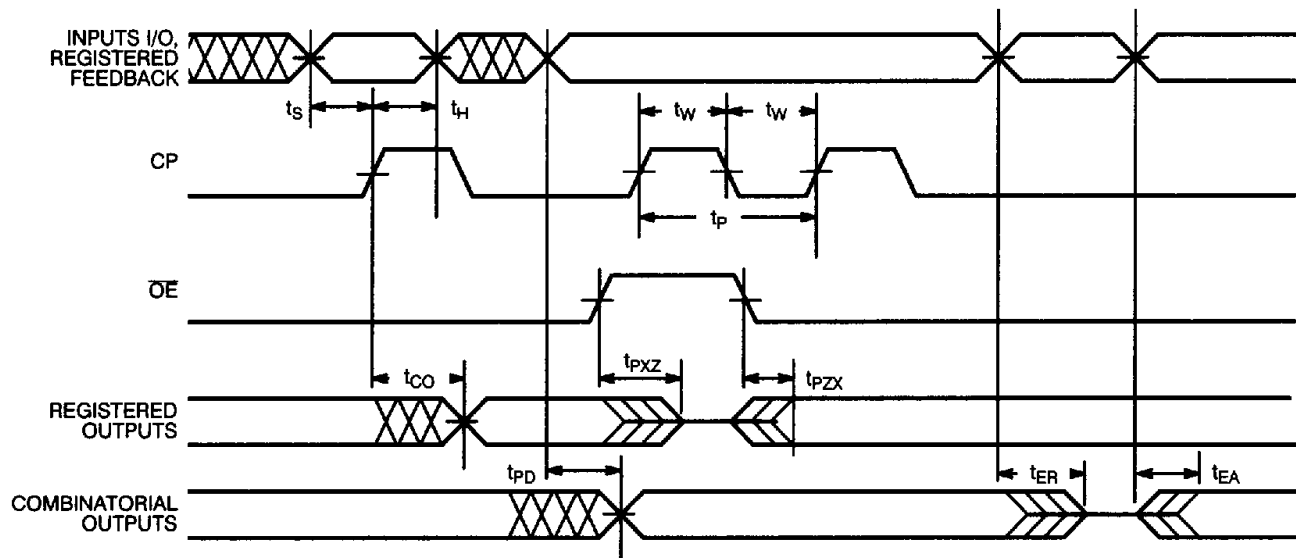 INPUTS I/O,
REGISTERED
FEEDBACK
tS
tH
tW
tW
CP
tP
OE
tPXZ
tCO
tPZX
REGISTERED
OUTPUTS
tPD
tER
tEA
COMBINATORIAL
OUTPUTS